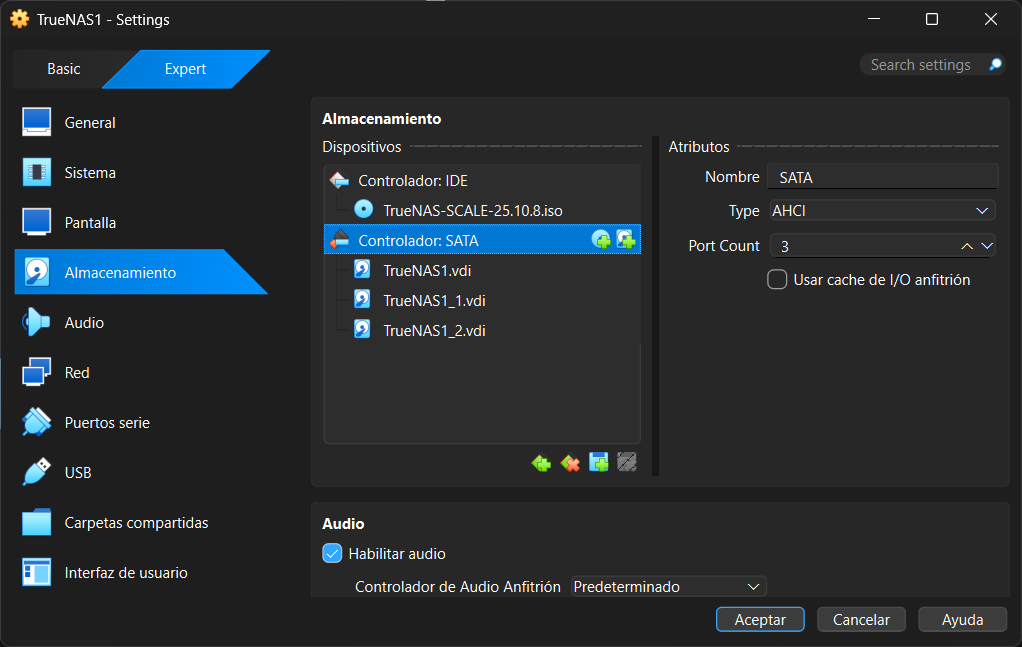 TrueNAS1 - Settings
Basic
Expert
Search settings
General
Sistema
Pantalla
Almacenamiento
Audio
Red
Puertos serie
USB
Carpetas compartidas
Interfaz de usuario
Almacenamiento
Dispositivos
Controlador: IDE
TrueNAS-SCALE-25.10.8.iso
Controlador: SATA
TrueNAS1.vdi
TrueNAS1_1.vdi
TrueNAS1_2.vdi
Atributos
Nombre SATA
Type AHCI
Port Count 3
Usar cache de I/O anfitrión
Audio
Habilitar audio
Controlador de Audio Anfitrión Predeterminado
Aceptar
Cancelar
Ayuda